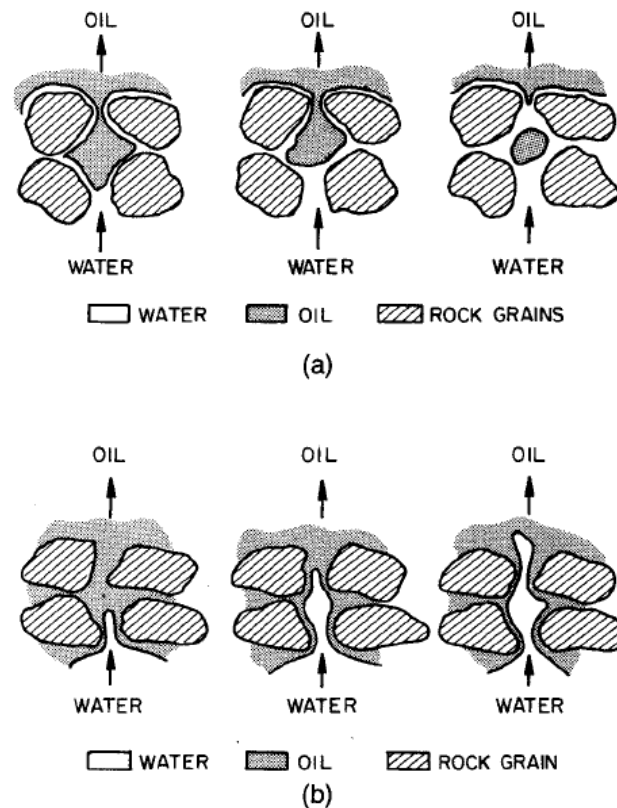 OIL OIL OIL
WATER WATER WATER
WATER OIL ROCK GRAINS
(a)
OIL OIL OIL
WATER WATER WATER
WATER OIL ROCK GRAIN
(b)